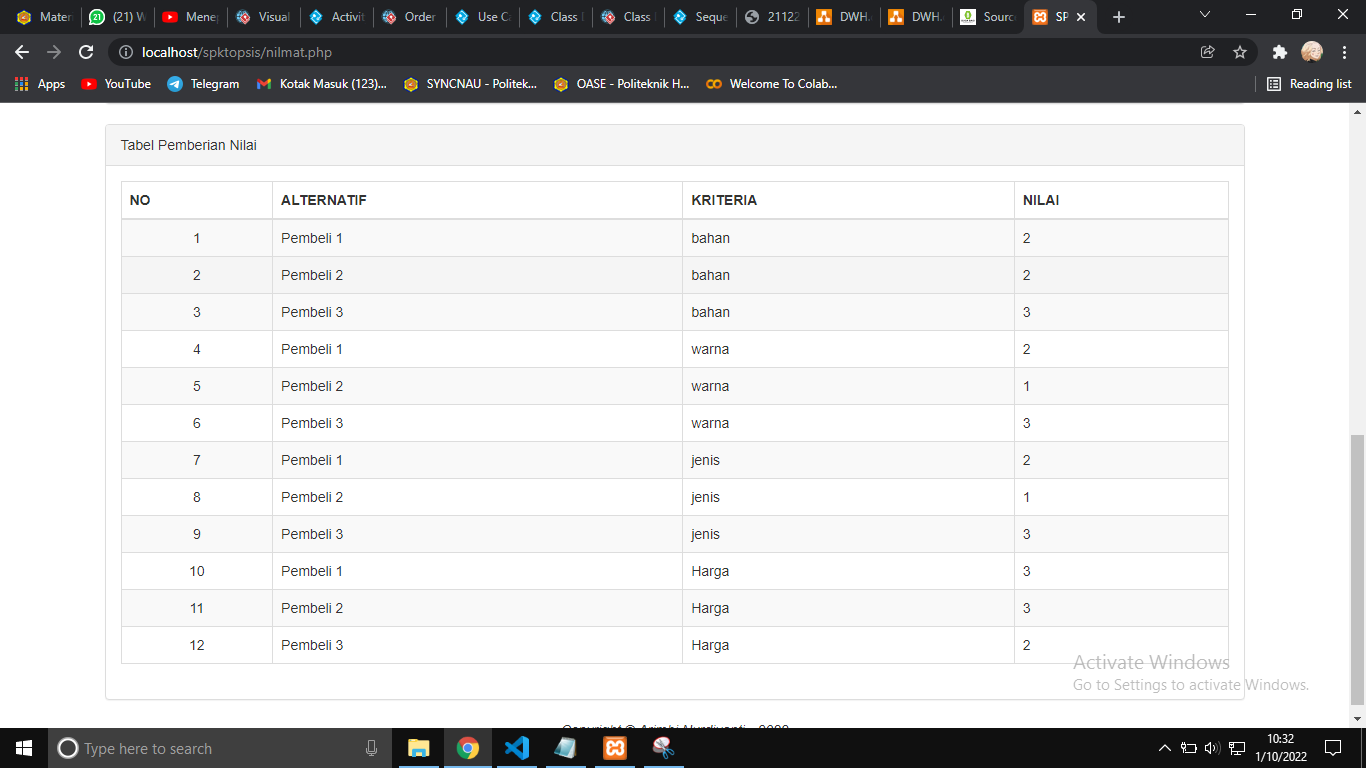 Mater (21) W Mene Visual Activit Order Use C Class Class Seque 21122 DWH. DWH. Sourc SP
localhost/spktopsis/nilmat.php
Apps YouTube Telegram Kotak Masuk (123)... SYNCNAU - Politek... OASE - Politeknik H... Welcome To Colab... Reading list
Tabel Pemberian Nilai
NO ALTERNATIF KRITERIA NILAI
1 Pembeli 1 bahan 2
2 Pembeli 2 bahan 2
3 Pembeli 3 bahan 3
4 Pembeli 1 warna 2
5 Pembeli 2 warna 1
6 Pembeli 3 warna 3
7 Pembeli 1 jenis 2
8 Pembeli 2 jenis 1
9 Pembeli 3 jenis 3
10 Pembeli 1 Harga 3
11 Pembeli 2 Harga 3
12 Pembeli 3 Harga 2
Activate Windows
Go to Settings to activate Windows.
Type here to search
10:32
1/10/2022